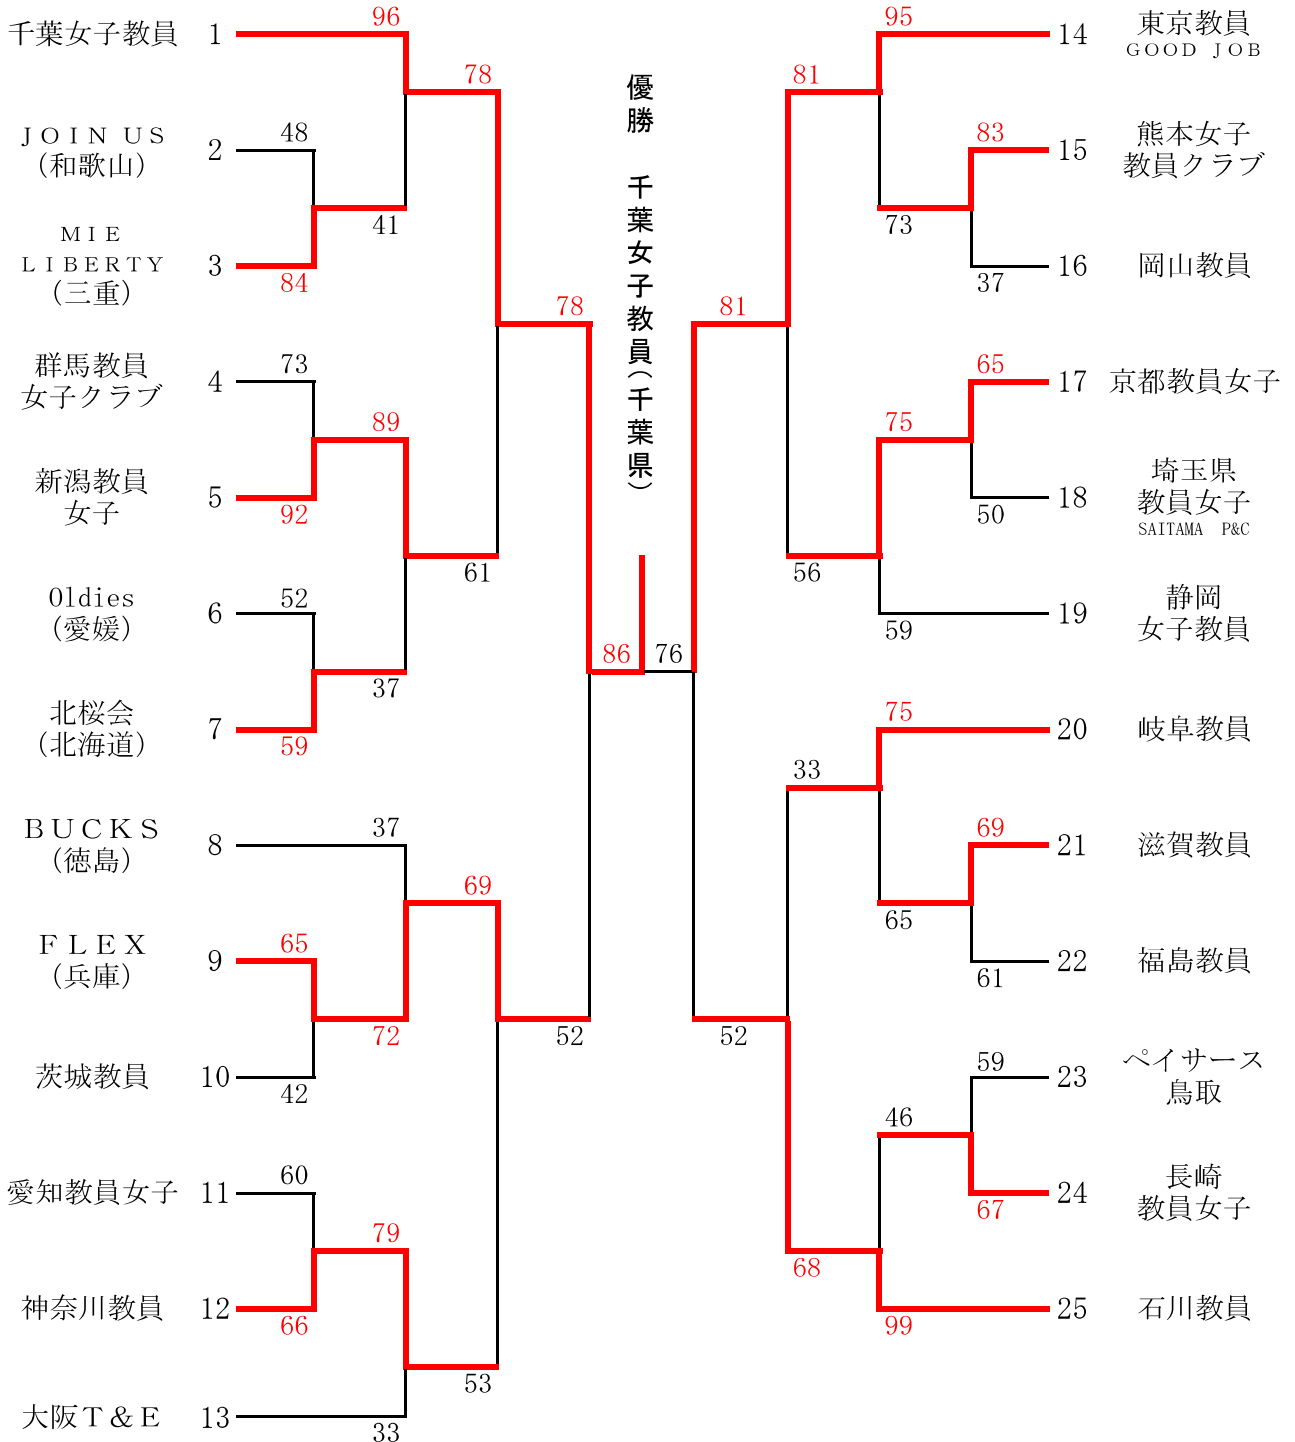 千葉女子教員 1
96
JOIN US
(和歌山) 2
48
MIE
LIBERTY
(三重) 3
84
41
78
群馬教員
女子クラブ 4
73
新潟教員
女子 5
92
89
Oldies
(愛媛) 6
52
北桜会
(北海道) 7
59
37
61
78
BUCKS
(徳島) 8
37
FLEX
(兵庫) 9
65
茨城教員 10
42
72
69
愛知教員女子 11
60
神奈川教員 12
66
79
大阪T&E 13
33
53
52
86
優勝 千葉女子教員(千葉県)
76
95
14 東京教員
GOOD JOB
81
83
15 熊本女子
教員クラブ
73
16 岡山教員
37
81
65
17 京都教員女子
75
18 埼玉県
教員女子
SAITAMA P&C
50
56
19 静岡
女子教員
59
75
20 岐阜教員
33
69
21 滋賀教員
65
22 福島教員
61
52
59
23 ペイサース
鳥取
46
24 長崎
教員女子
67
68
25 石川教員
99